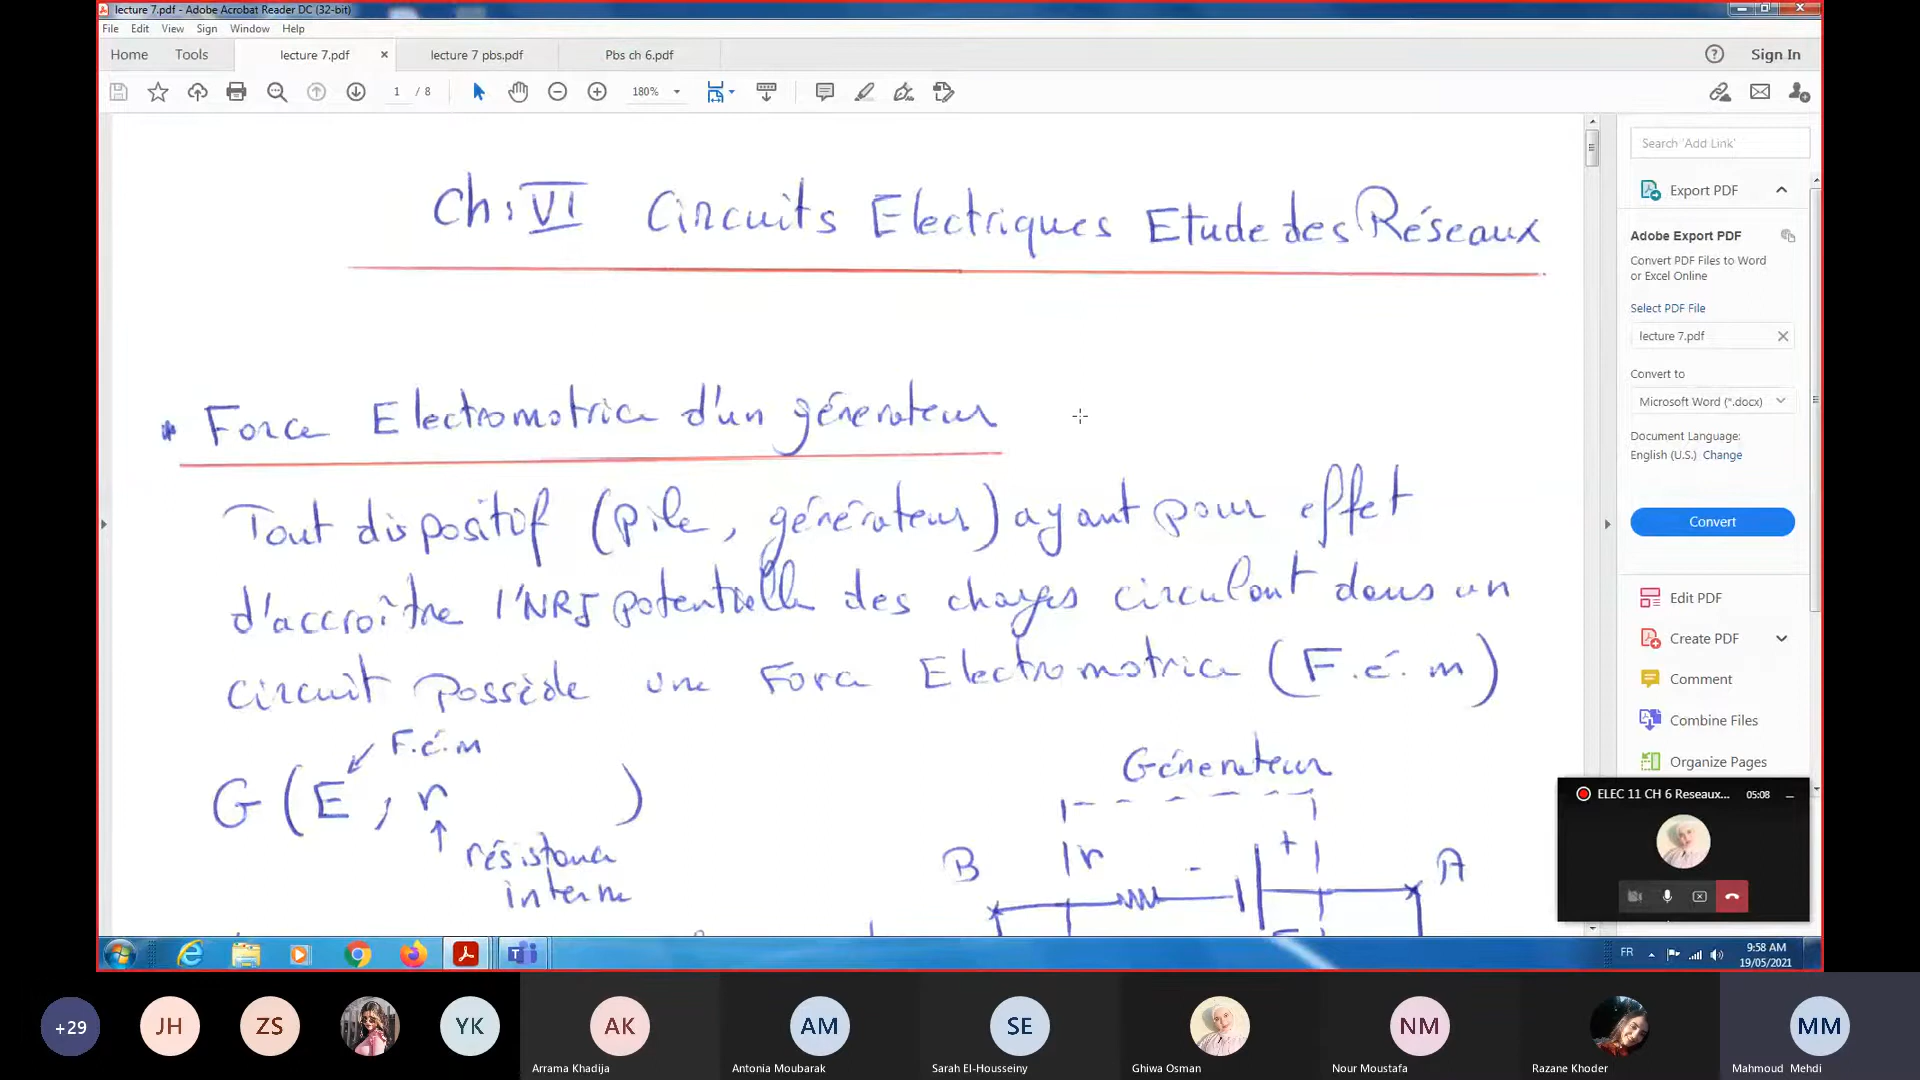 lecture 7.pdf - Adobe Acrobat Reader DC (32-bit)
File Edit View Sign Window Help
Home Tools lecture 7.pdf × lecture 7 pbs.pdf Pbs ch 6.pdf Sign In
1 / 8 180%
Ch: VI Circuits Electriques Etude des Réseaux
Force Electromotrice d'un générateur
Tout dispositif (pile, générateur) ayant pour effet
d'accroître l'NRJ potentielle des charges circulant dans un
circuit possède une Force Electromotrice (F.é.m)
F.é.m
G (E, r )
résistance
interne
Générateur
B r - + A
E
Search 'Add Link'
Export PDF
Adobe Export PDF
Convert PDF Files to Word
or Excel Online
Select PDF File
lecture 7.pdf
Convert to
Microsoft Word (*.docx)
Document Language:
English (U.S.) Change
Convert
Edit PDF
Create PDF
Comment
Combine Files
Organize Pages
ELEC 11 CH 6 Reseaux... 05:08
FR
9:58 AM
19/05/2021
+29 JH ZS YK AK AM SE NM MM
Arrama Khadija Antonia Moubarak Sarah El-Housseiny Ghiwa Osman Nour Moustafa Razane Khoder Mahmoud Mehdi